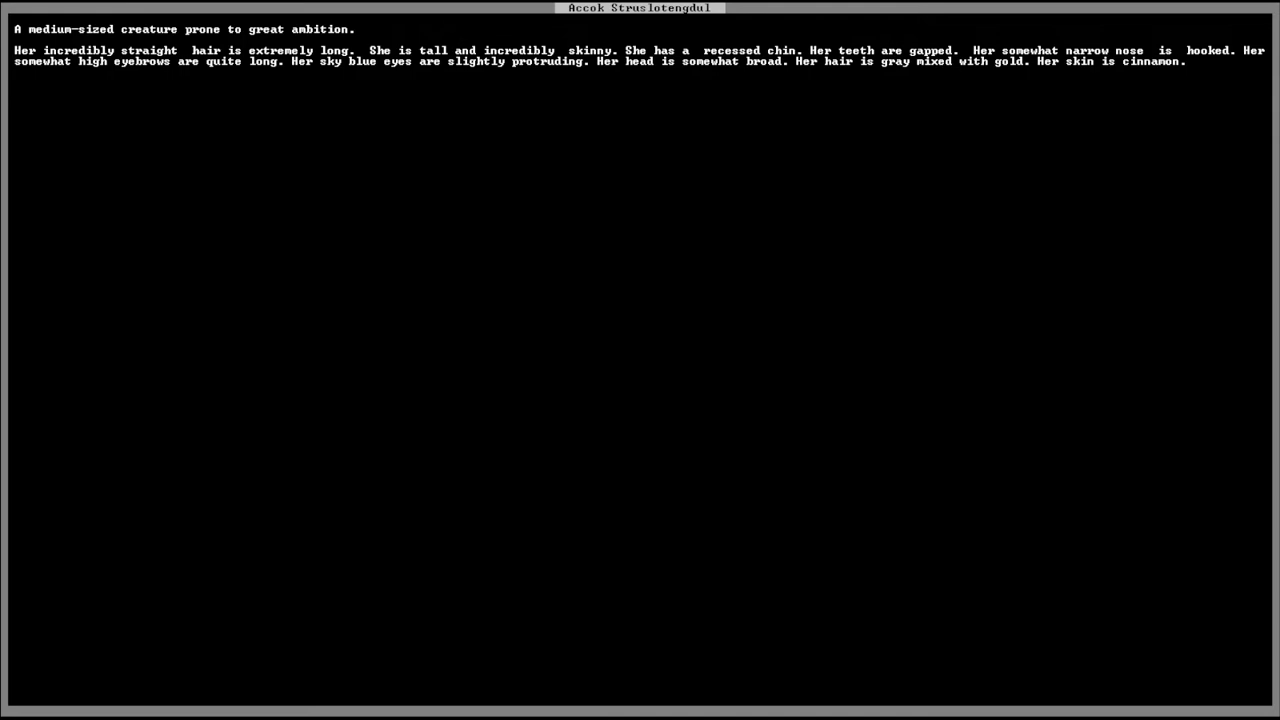 Accok Struslotengdul
A medium-sized creature prone to great ambition.
Her incredibly straight hair is extremely long. She is tall and incredibly skinny. She has a recessed chin. Her teeth are gapped. Her somewhat narrow nose is hooked. Her
somewhat high eyebrows are quite long. Her sky blue eyes are slightly protruding. Her head is somewhat broad. Her hair is gray mixed with gold. Her skin is cinnamon.